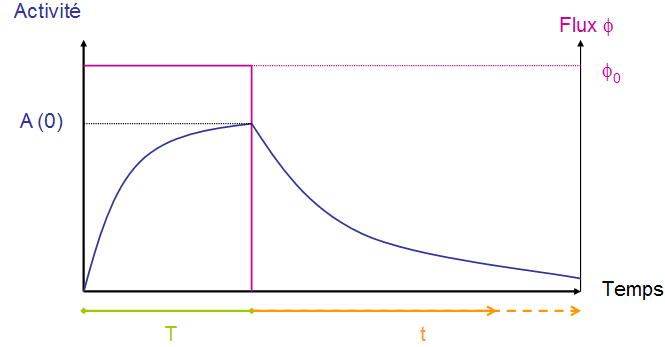 Activité
Flux ϕ
ϕ0
A (0)
Temps
T
t